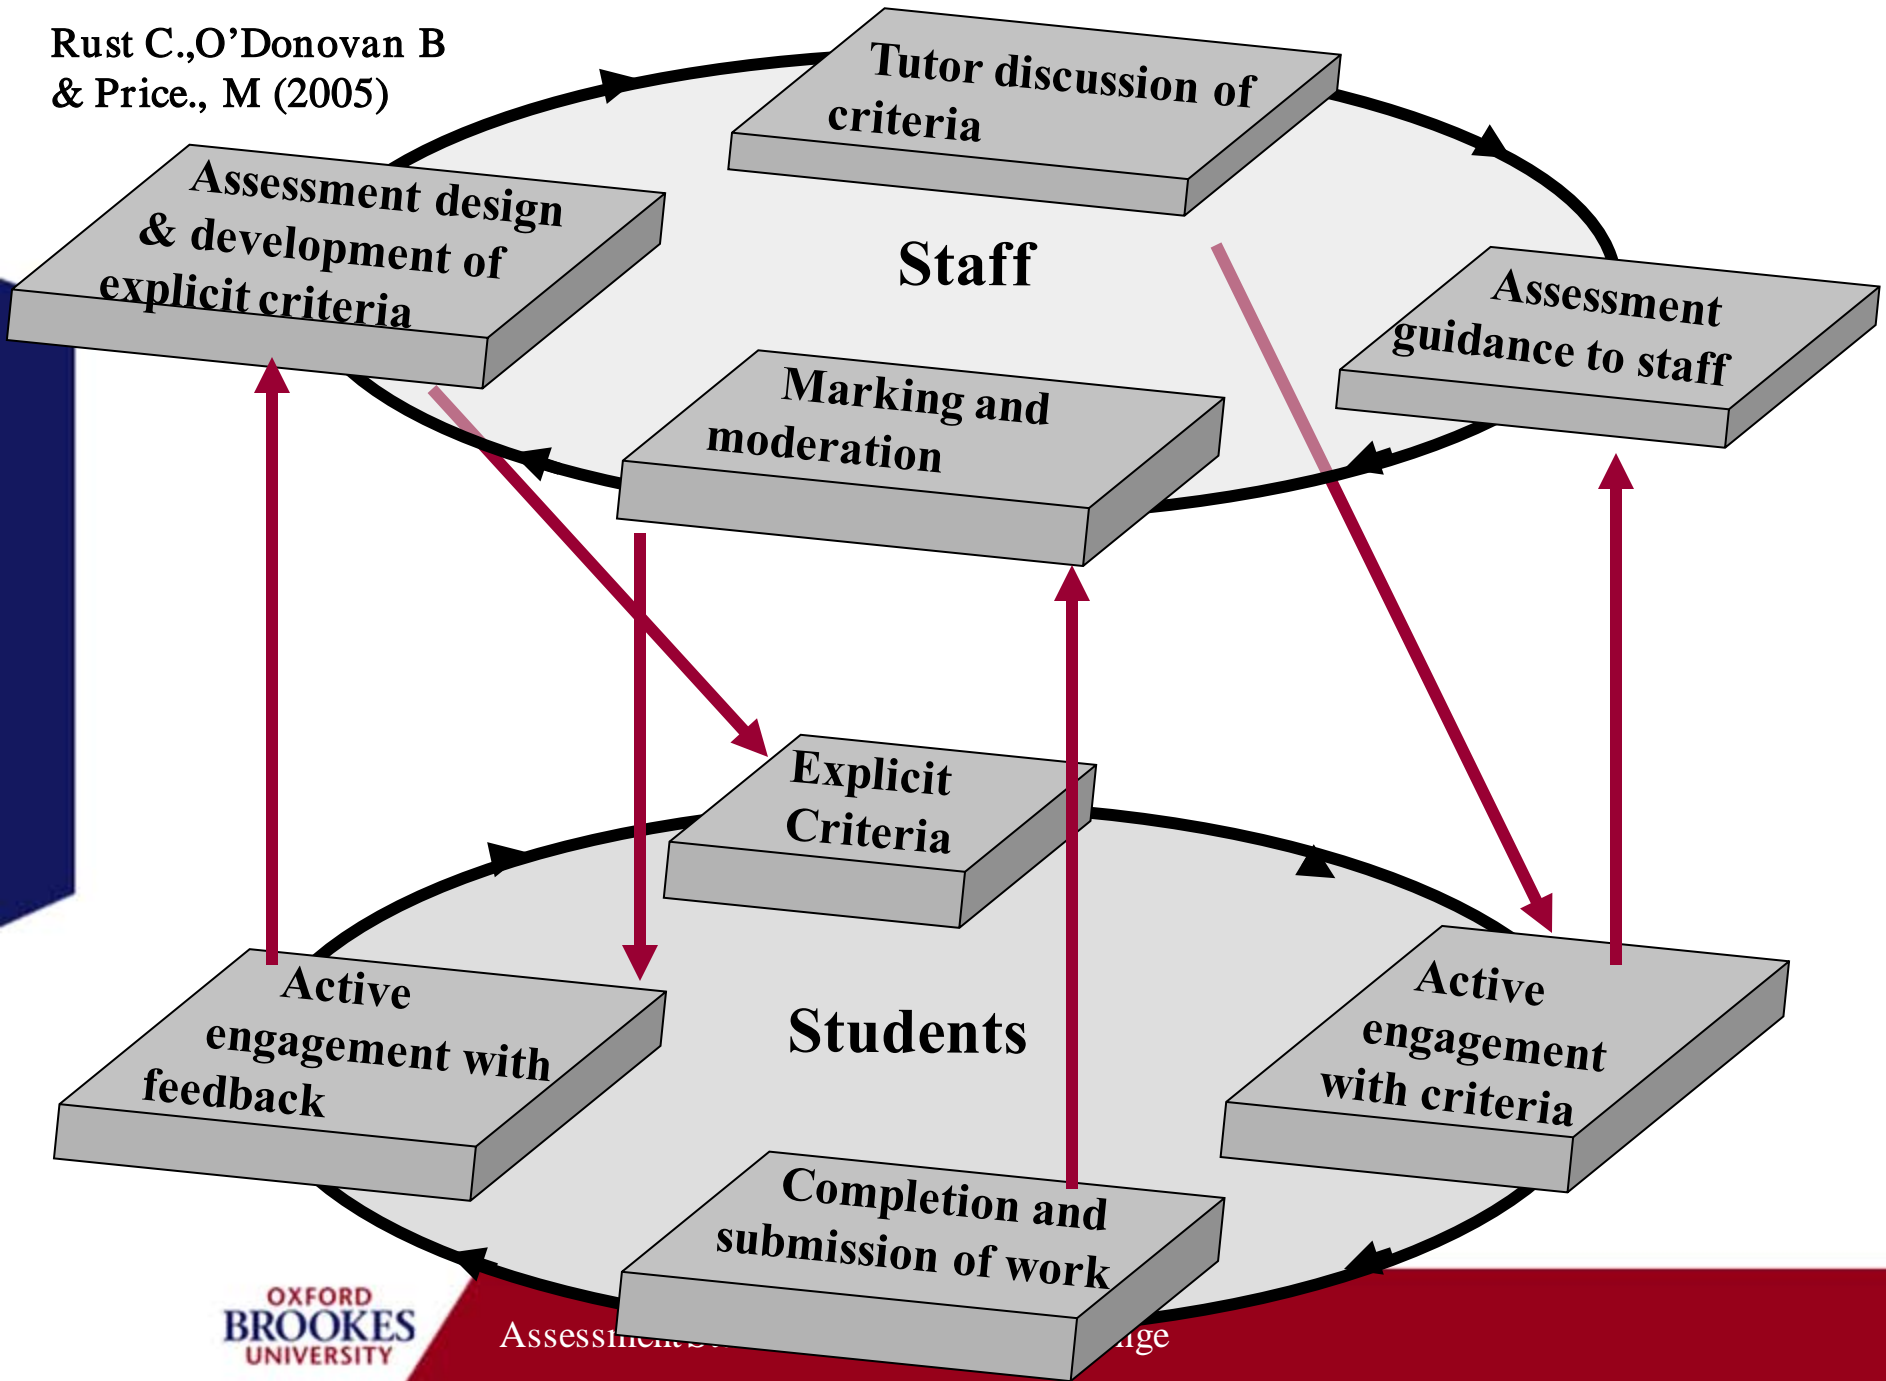 Rust C.,O’Donovan B
& Price., M (2005)
Tutor discussion of
criteria
Assessment design
& development of
explicit criteria
Staff
Assessment
guidance to staff
Marking and
moderation
Explicit
Criteria
Active
engagement with
feedback
Students
Active
engagement
with criteria
Completion and
submission of work
OXFORD
BROOKES
UNIVERSITY